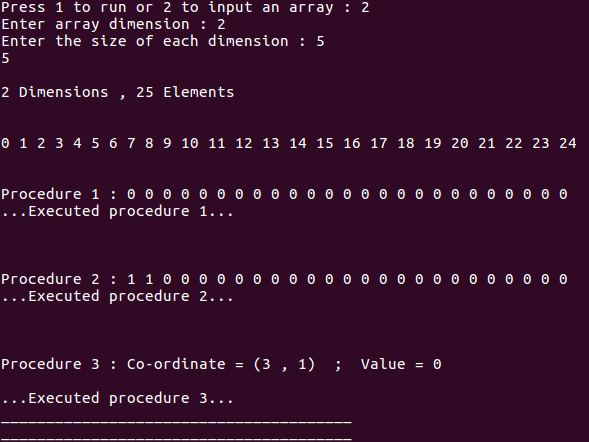 Press 1 to run or 2 to input an array : 2
Enter array dimension : 2
Enter the size of each dimension : 5
5
2 Dimensions , 25 Elements
0 1 2 3 4 5 6 7 8 9 10 11 12 13 14 15 16 17 18 19 20 21 22 23 24
Procedure 1 : 0 0 0 0 0 0 0 0 0 0 0 0 0 0 0 0 0 0 0 0 0 0 0 0 0
...Executed procedure 1...
Procedure 2 : 1 1 0 0 0 0 0 0 0 0 0 0 0 0 0 0 0 0 0 0 0 0 0 0 0
...Executed procedure 2...
Procedure 3 : Co-ordinate = (3 , 1)  ;  Value = 0
...Executed procedure 3...
_______________________________________
_______________________________________